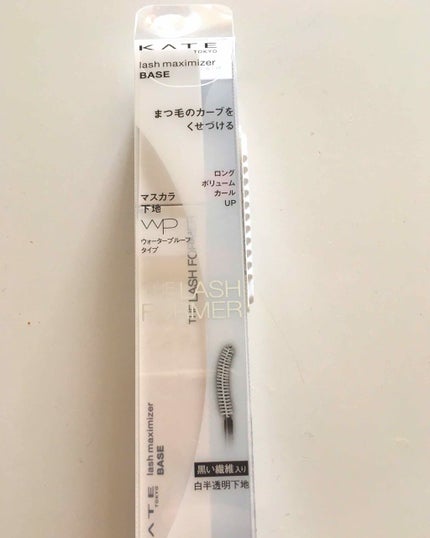 KATE
TOKYO
lash maximizer
BASE
まつ毛のカーブを
くせづける
ロング
ボリューム
カール
UP
マスカラ
下地
WP
ウォータープルーフ
タイプ
THE LASH FORMER
THE LASH
FORMER
黒い繊維入り
白半透明下地
KATE
TOKYO
lash maximizer
BASE